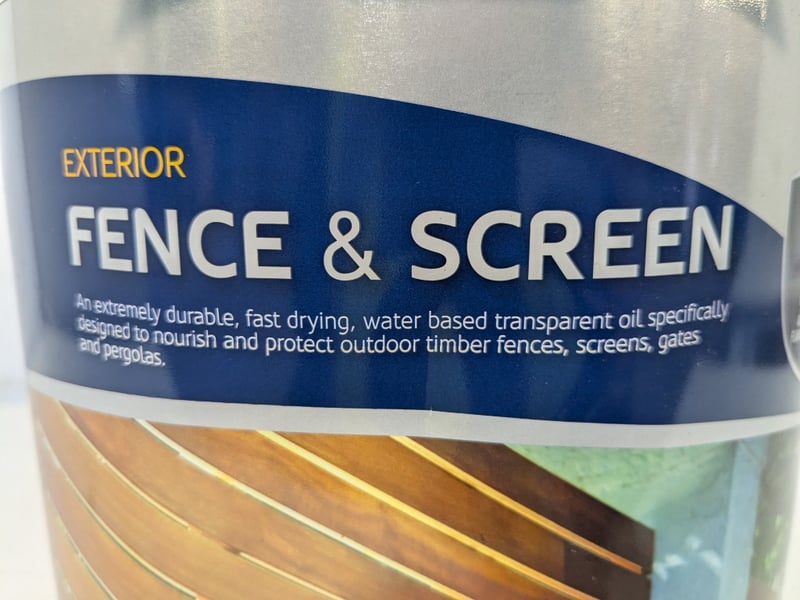 EXTERIOR
FENCE & SCREEN
An extremely durable, fast drying, water based transparent oil specifically
designed to nourish and protect outdoor timber fences, screens, gates
and pergolas.